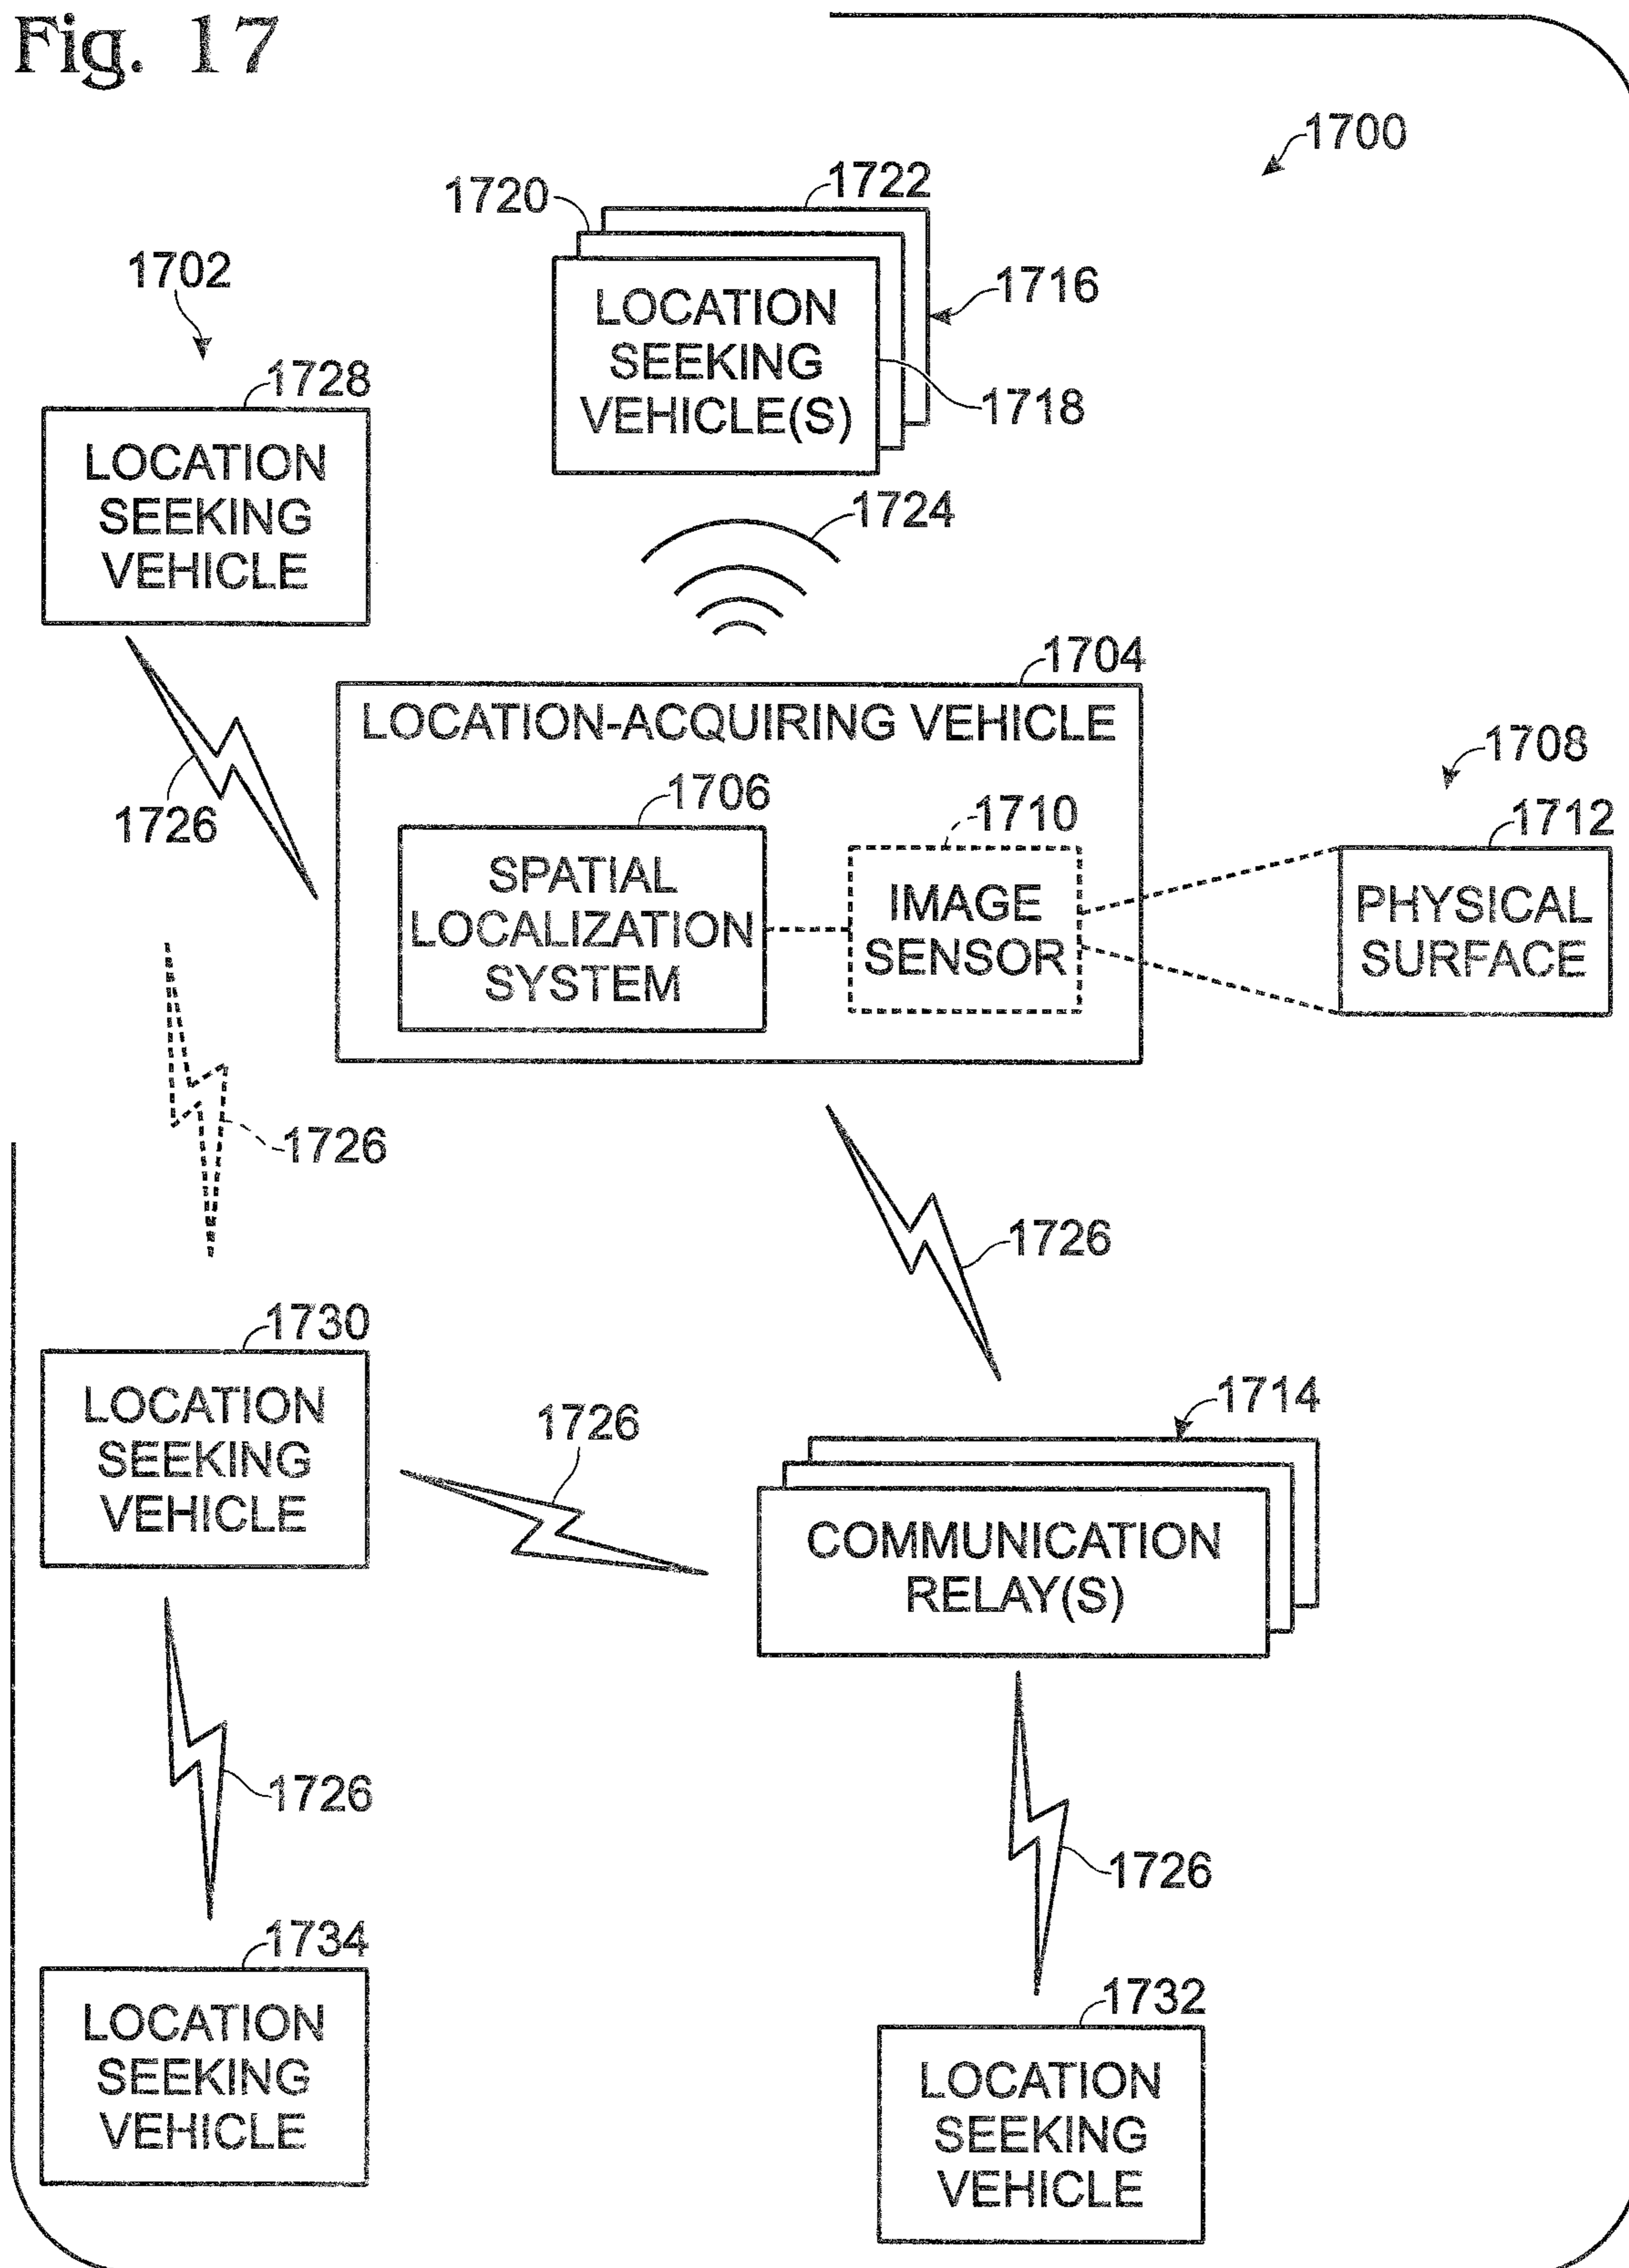 Fig. 17
1700
1720
1722
1702
1716
LOCATION
SEEKING
VEHICLE(S)
1718
1728
LOCATION
SEEKING
VEHICLE
1724
1704
LOCATION-ACQUIRING VEHICLE
1726
1706
SPATIAL
LOCALIZATION
SYSTEM
1710
IMAGE
SENSOR
1708
1712
PHYSICAL
SURFACE
1726
1726
1730
LOCATION
SEEKING
VEHICLE
1726
1714
COMMUNICATION
RELAY(S)
1726
1726
1734
LOCATION
SEEKING
VEHICLE
1732
LOCATION
SEEKING
VEHICLE